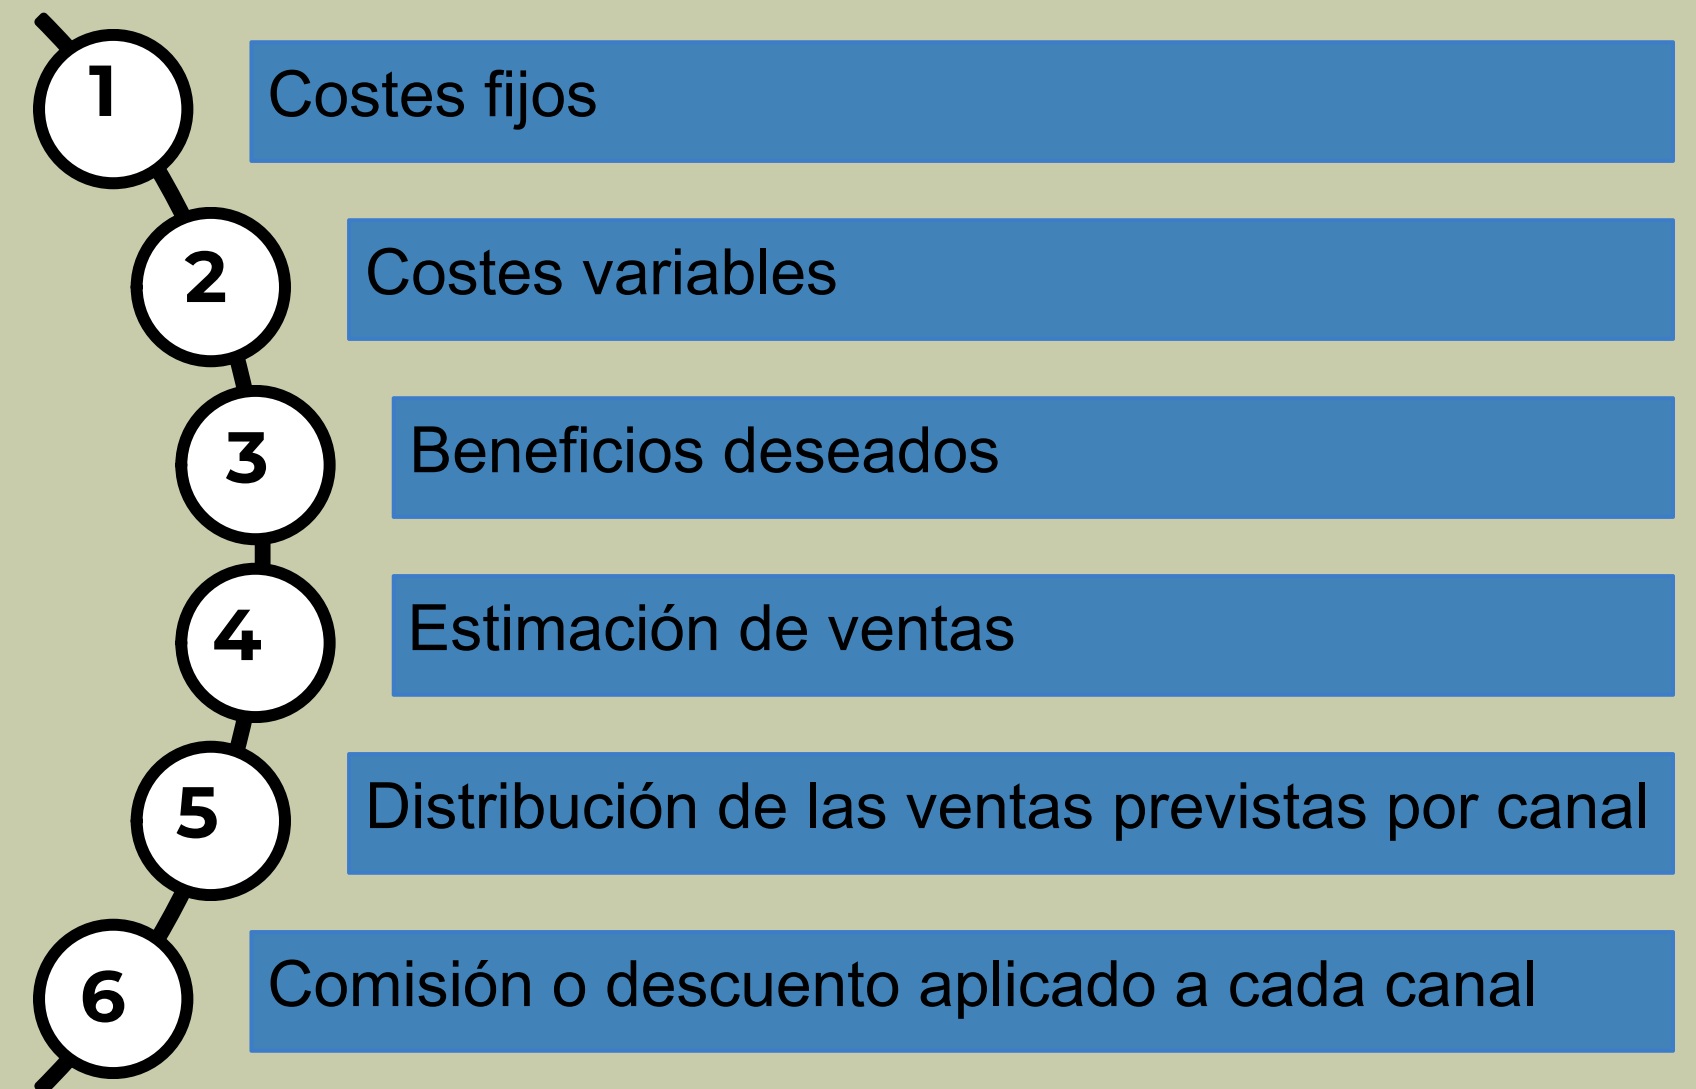 1 Costes fijos
2 Costes variables
3 Beneficios deseados
4 Estimación de ventas
5 Distribución de las ventas previstas por canal
6 Comisión o descuento aplicado a cada canal